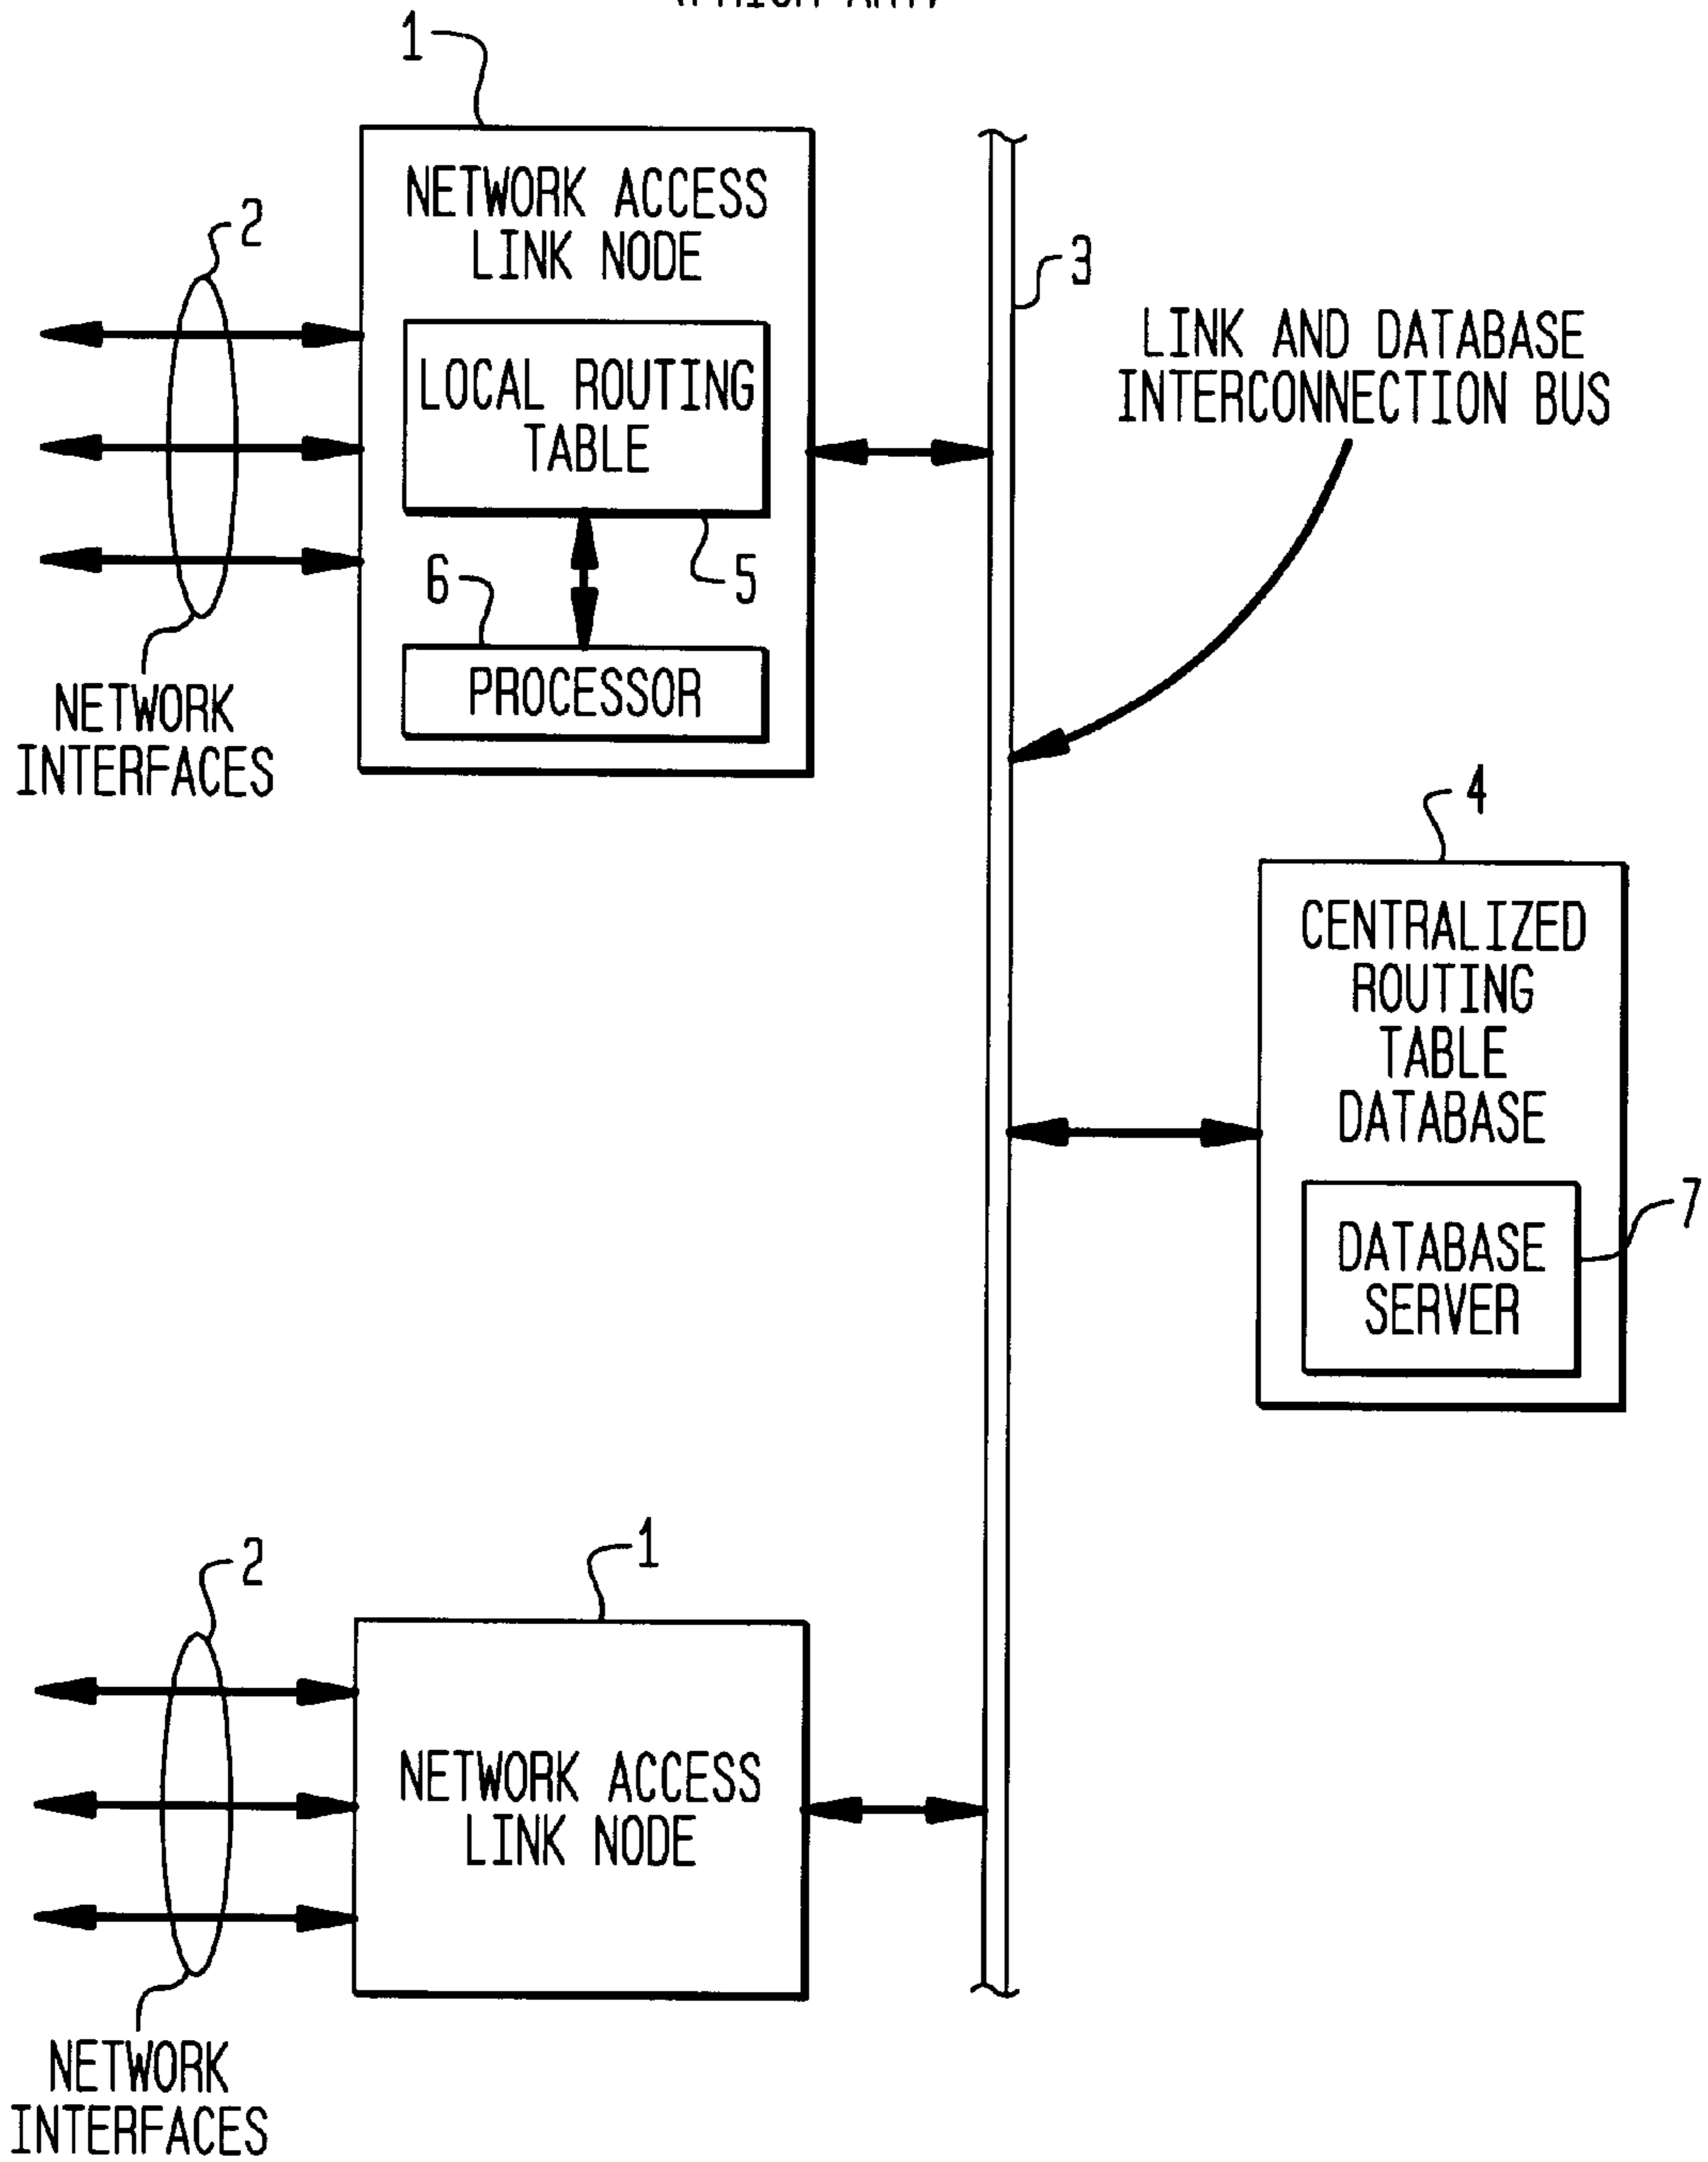 1
NETWORK ACCESS
LINK NODE
2
3
LINK AND DATABASE
INTERCONNECTION BUS
LOCAL ROUTING
TABLE
6
5
PROCESSOR
NETWORK
INTERFACES
4
CENTRALIZED
ROUTING
TABLE
DATABASE
7
DATABASE
SERVER
1
2
NETWORK ACCESS
LINK NODE
NETWORK
INTERFACES